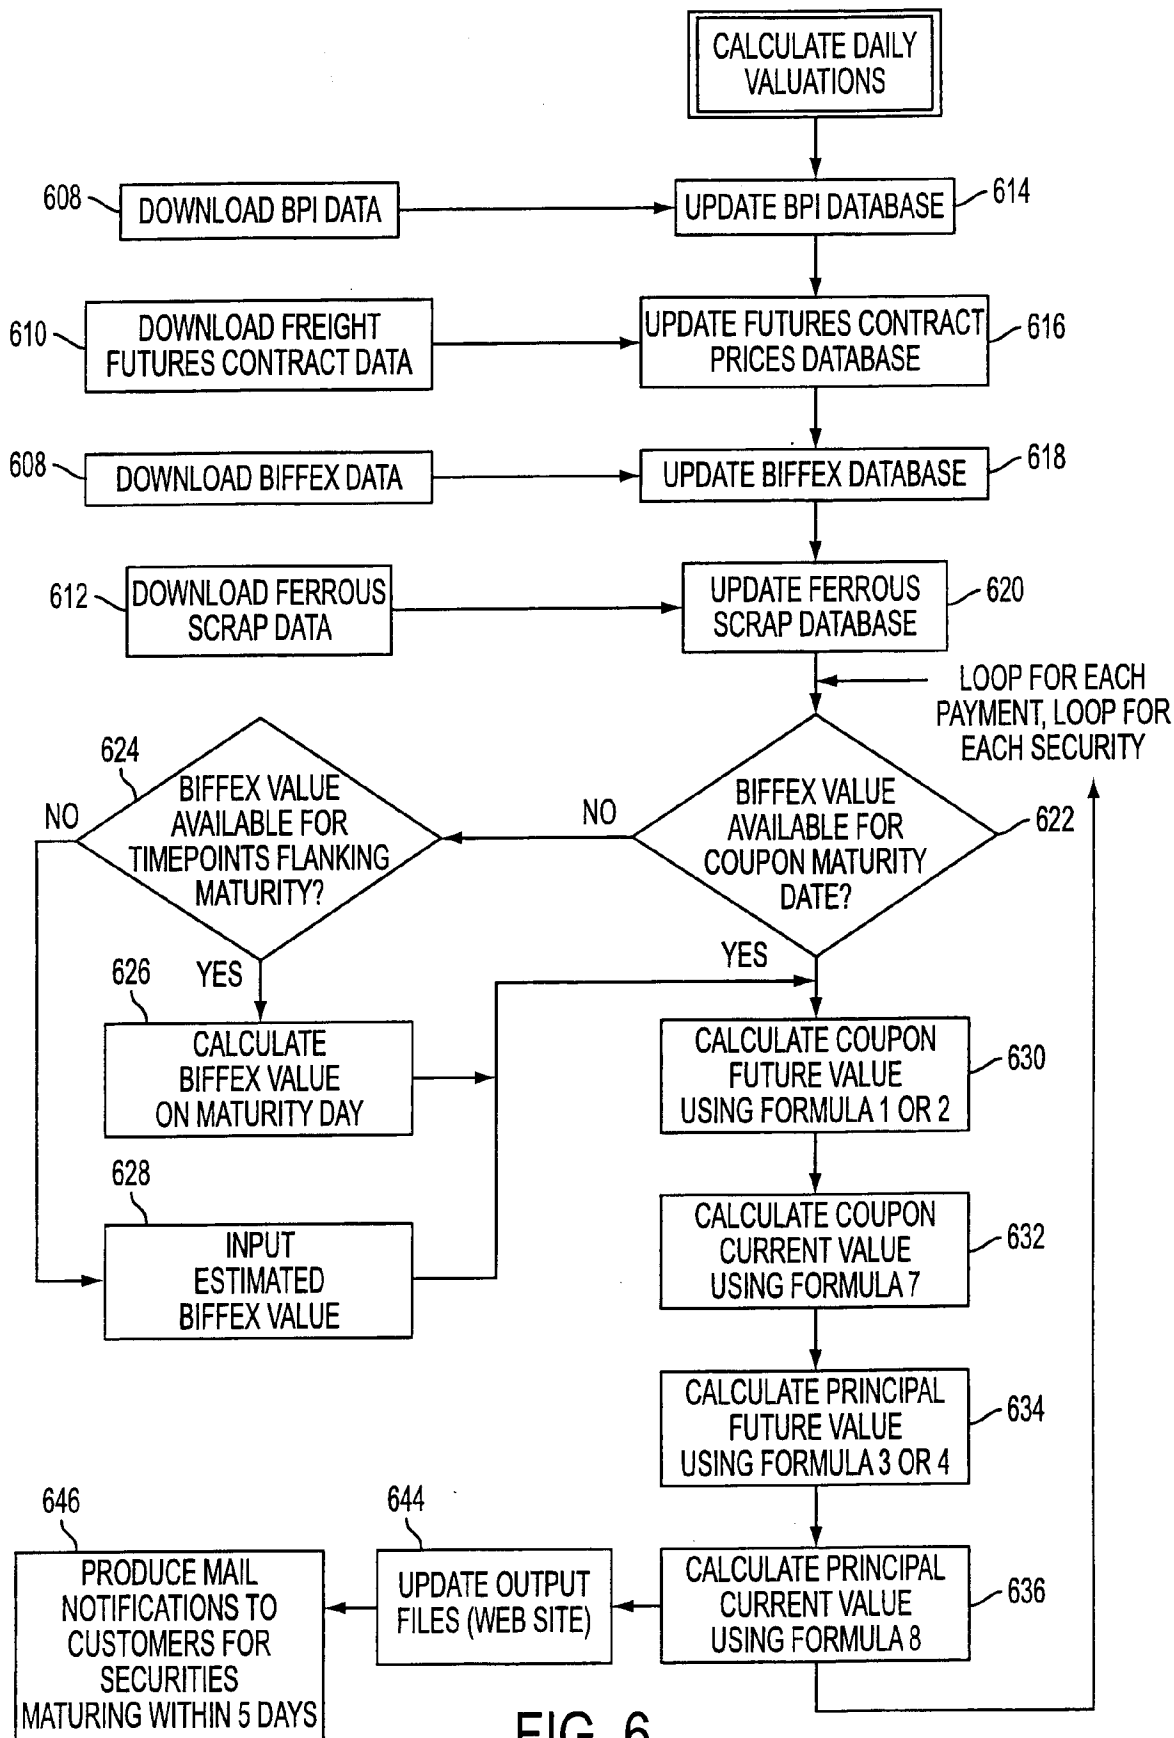 CALCULATE DAILY
VALUATIONS
608
DOWNLOAD BPI DATA
UPDATE BPI DATABASE
614
610
DOWNLOAD FREIGHT
FUTURES CONTRACT DATA
UPDATE FUTURES CONTRACT
PRICES DATABASE
616
608
DOWNLOAD BIFFEX DATA
UPDATE BIFFEX DATABASE
618
612
DOWNLOAD FERROUS
SCRAP DATA
UPDATE FERROUS
SCRAP DATABASE
620
LOOP FOR EACH
PAYMENT, LOOP FOR
EACH SECURITY
624
BIFFEX VALUE
AVAILABLE FOR
TIMEPOINTS FLANKING
MATURITY?
NO
NO
BIFFEX VALUE
AVAILABLE FOR
COUPON MATURITY
DATE?
622
YES
YES
626
CALCULATE
BIFFEX VALUE
ON MATURITY DAY
CALCULATE COUPON
FUTURE VALUE
USING FORMULA 1 OR 2
630
628
INPUT
ESTIMATED
BIFFEX VALUE
CALCULATE COUPON
CURRENT VALUE
USING FORMULA 7
632
CALCULATE PRINCIPAL
FUTURE VALUE
USING FORMULA 3 OR 4
634
646
PRODUCE MAIL
NOTIFICATIONS TO
CUSTOMERS FOR
SECURITIES
MATURING WITHIN 5 DAYS
644
UPDATE OUTPUT
FILES (WEB SITE)
CALCULATE PRINCIPAL
CURRENT VALUE
USING FORMULA 8
636
FIG. 6